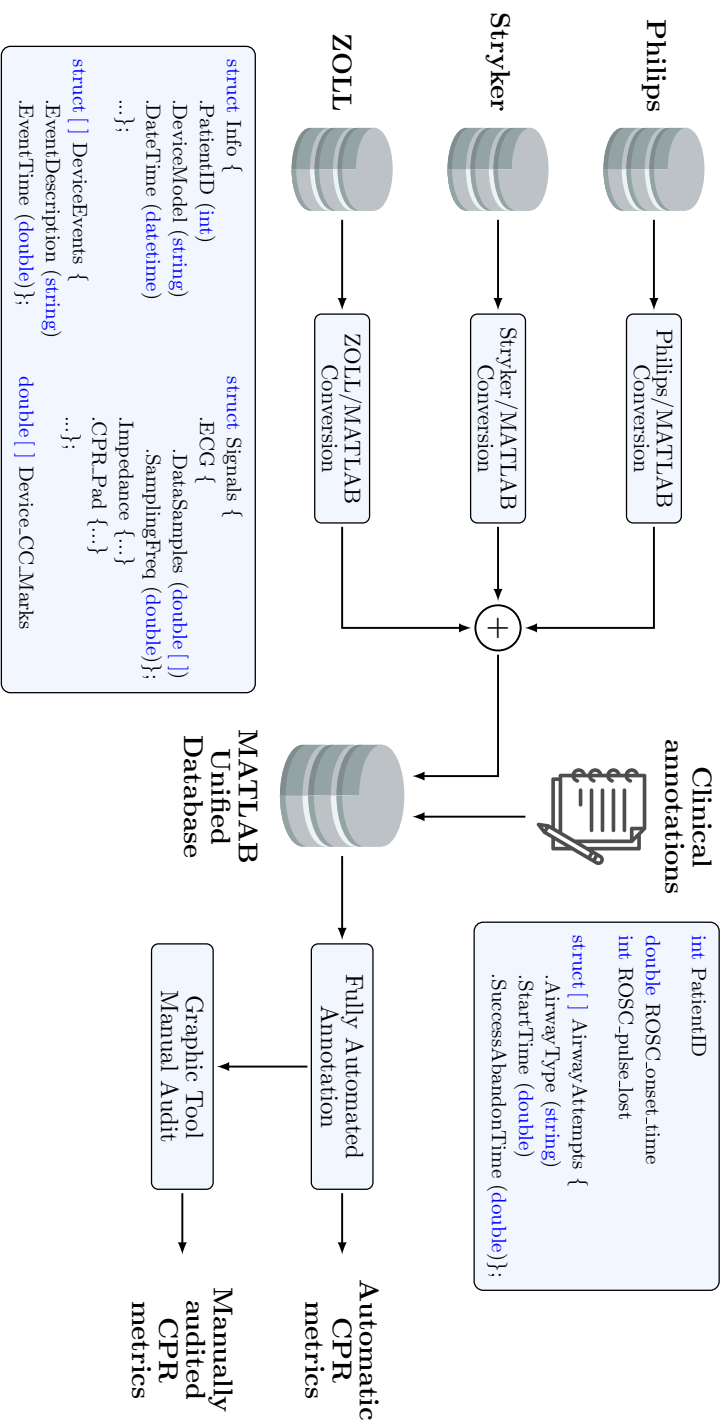 Philips
Philips/MATLAB
Conversion
Stryker
Stryker/MATLAB
Conversion
ZOLL
ZOLL/MATLAB
Conversion
+
Clinical
annotations
int PatientID
double ROSC_onset_time
int ROSC_pulse_lost
struct[ ] AirwayAttempts {
.AirwayType (string)
.StartTime (double)
.SuccessAbandonTime (double)};
MATLAB
Unified
Database
Fully Automated
Annotation
Automatic
CPR
metrics
Graphic Tool
Manual Audit
Manually
audited
CPR
metrics
struct Info {
.PatientID (int)
.DeviceModel (string)
.DateTime (datetime)
...};
struct[ ] DeviceEvents {
.EventDescription (string)
.EventTime (double)};
struct Signals {
.ECG {
.DataSamples (double[ ])
.SamplingFreq (double)};
.Impedance {...}
.CPR_Pad {...}
...};
double[ ] Device_CC_Marks